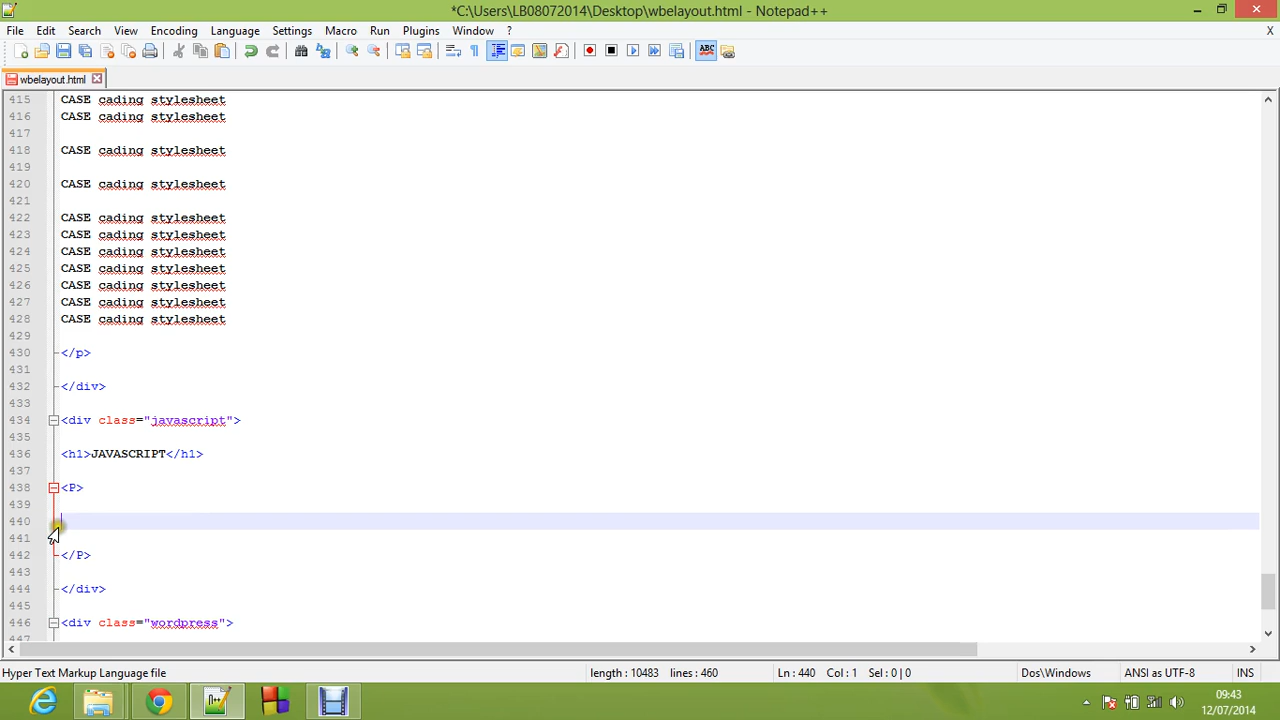 *C:\Users\LB08072014\Desktop\wbelayout.html - Notepad++
File Edit Search View Encoding Language Settings Macro Run Plugins Window ? X
wbelayout.html
415 CASE cading stylesheet
416 CASE cading stylesheet
417
418 CASE cading stylesheet
419
420 CASE cading stylesheet
421
422 CASE cading stylesheet
423 CASE cading stylesheet
424 CASE cading stylesheet
425 CASE cading stylesheet
426 CASE cading stylesheet
427 CASE cading stylesheet
428 CASE cading stylesheet
429
430 </p>
431
432 </div>
433
434 <div class="javascript">
435
436 <h1>JAVASCRIPT</h1>
437
438 <P>
439
440
441
442 </P>
443
444 </div>
445
446 <div class="wordpress">
447
Hyper Text Markup Language file length : 10483 lines : 460 Ln : 440 Col : 1 Sel : 0 | 0 Dos\Windows ANSI as UTF-8 INS
09:43
12/07/2014